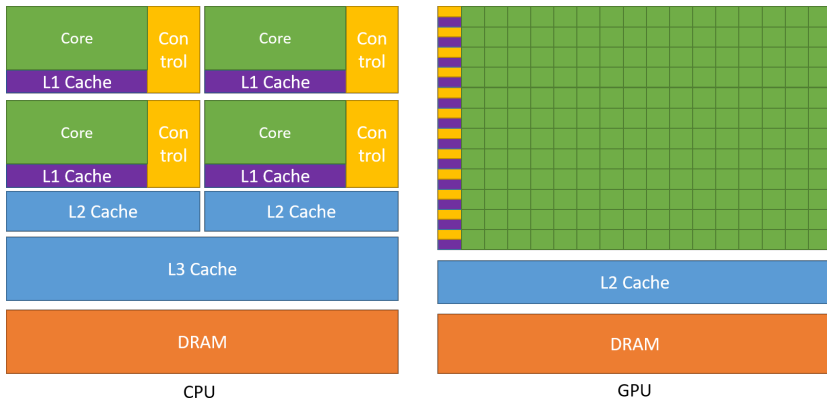 Core
Con
trol
L1 Cache
Core
Con
trol
L1 Cache
Core
Con
trol
L1 Cache
Core
Con
trol
L1 Cache
L2 Cache
L2 Cache
L3 Cache
DRAM
CPU
L2 Cache
DRAM
GPU